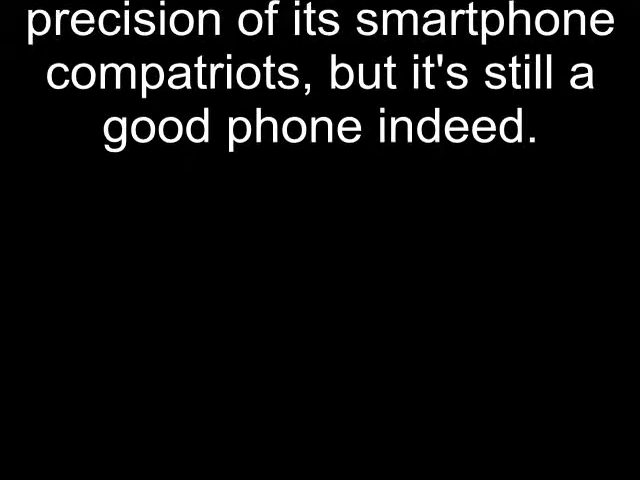 precision of its smartphone
compatriots, but it's still a
good phone indeed.